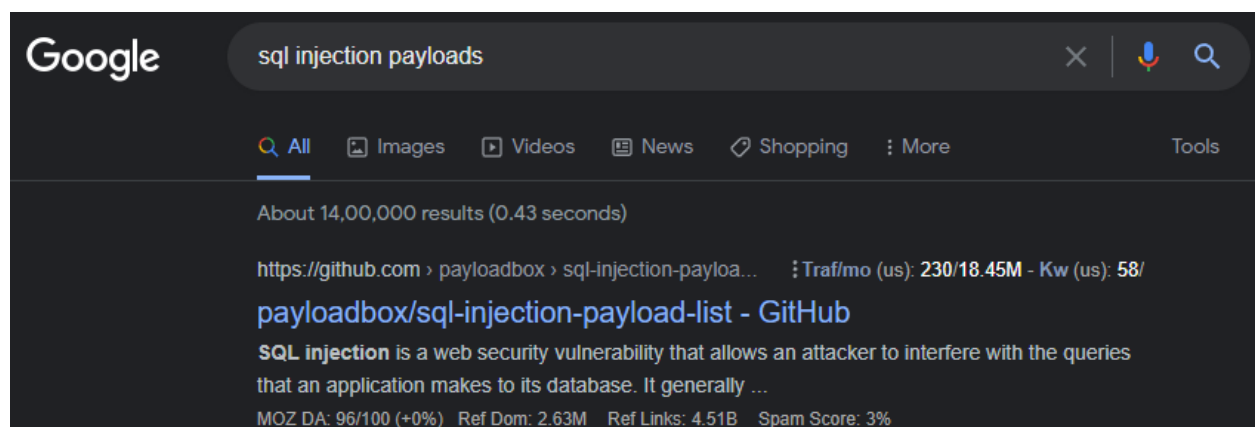 Google
sql injection payloads
All Images Videos News Shopping More Tools
About 14,00,000 results (0.43 seconds)
https://github.com › payloadbox › sql-injection-payloa... Traf/mo (us): 230/18.45M - Kw (us): 58/
payloadbox/sql-injection-payload-list - GitHub
SQL injection is a web security vulnerability that allows an attacker to interfere with the queries
that an application makes to its database. It generally ...
MOZ DA: 96/100 (+0%) Ref Dom: 2.63M Ref Links: 4.51B Spam Score: 3%